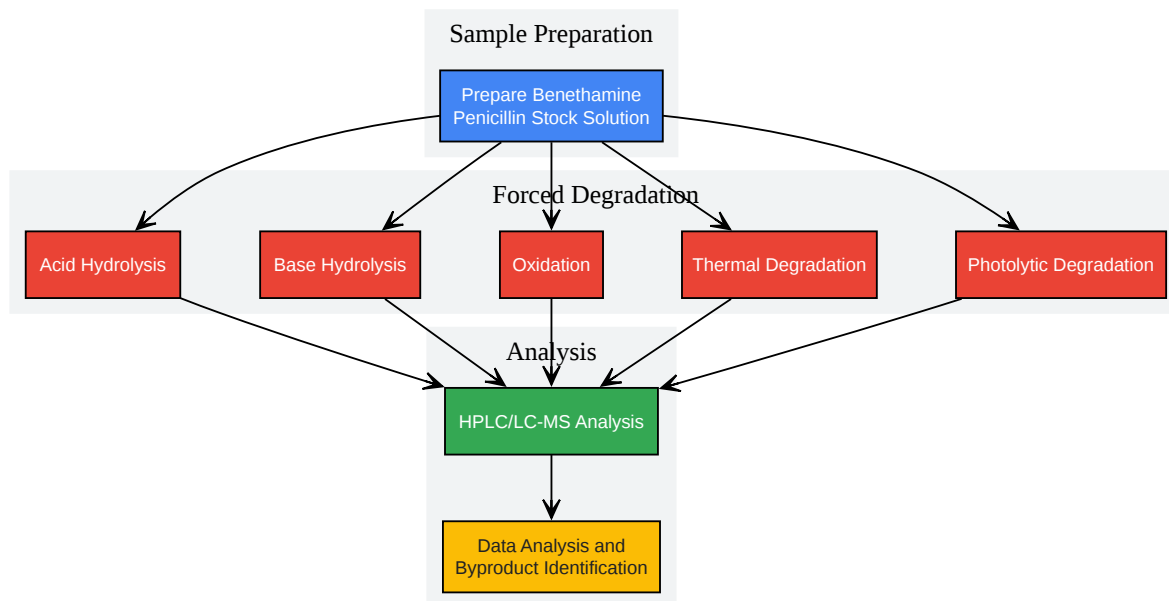 Sample Preparation
Prepare Benethamine
Penicillin Stock Solution
Forced Degradation
Acid Hydrolysis
Base Hydrolysis
Oxidation
Thermal Degradation
Photolytic Degradation
Analysis
HPLC/LC-MS Analysis
Data Analysis and
Byproduct Identification